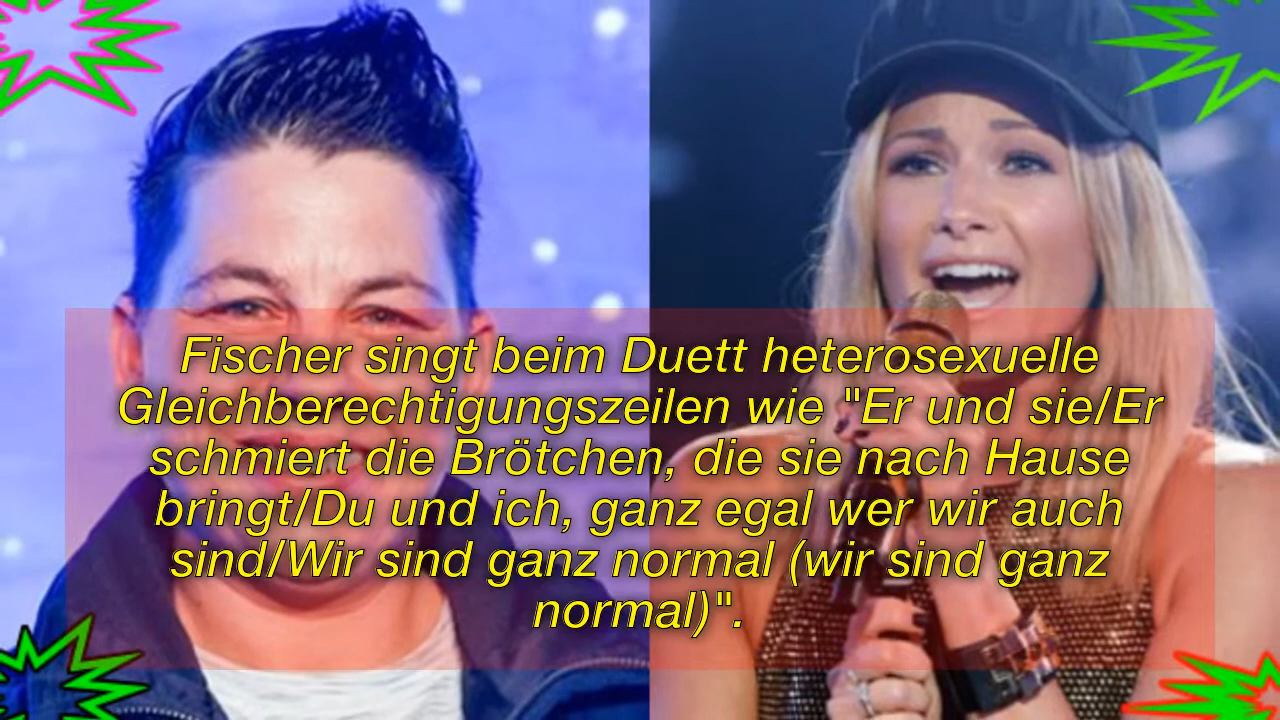 Fischer singt beim Duett heterosexuelle
Gleichberechtigungszeilen wie "Er und sie/Er
schmiert die Brötchen, die sie nach Hause
bringt/Du und ich, ganz egal wer wir auch
sind/Wir sind ganz normal (wir sind ganz
normal)".